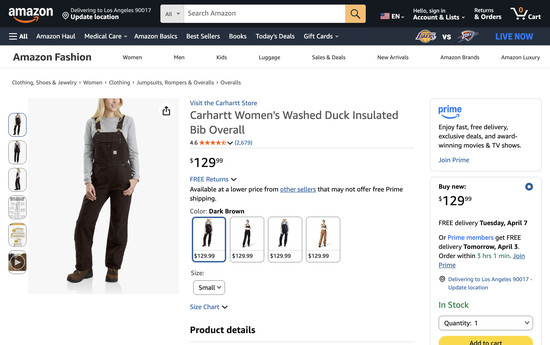 amazon
Delivering to Los Angeles 90017
Update location
All
Search Amazon
EN
Hello, sign in
Account & Lists
Returns
& Orders
0
Cart
All
Amazon Haul
Medical Care
Amazon Basics
Best Sellers
Books
Today's Deals
Gift Cards
LAKERS
VS
LIVE NOW
Amazon Fashion
Women
Men
Kids
Luggage
Sales & Deals
New Arrivals
Amazon Brands
Amazon Luxury
Clothing, Shoes & Jewelry › Women › Clothing › Jumpsuits, Rompers & Overalls › Overalls
Visit the Carhartt Store
Carhartt Women's Washed Duck Insulated
Bib Overall
4.6
(2,679)
$129.99
FREE Returns
Available at a lower price from other sellers that may not offer free Prime
shipping.
Color: Dark Brown
$129.99
$129.99
$129.99
$129.99
Size:
Small
Size Chart
Product details
prime
Enjoy fast, free delivery,
exclusive deals, and award-
winning movies & TV shows.
Join Prime
Buy new:
$129.99
FREE delivery Tuesday, April 7
Or Prime members get FREE
delivery Tomorrow, April 3.
Order within 3 hrs 1 min. Join
Prime
Delivering to Los Angeles 90017 -
Update location
In Stock
Quantity: 1
Add to cart